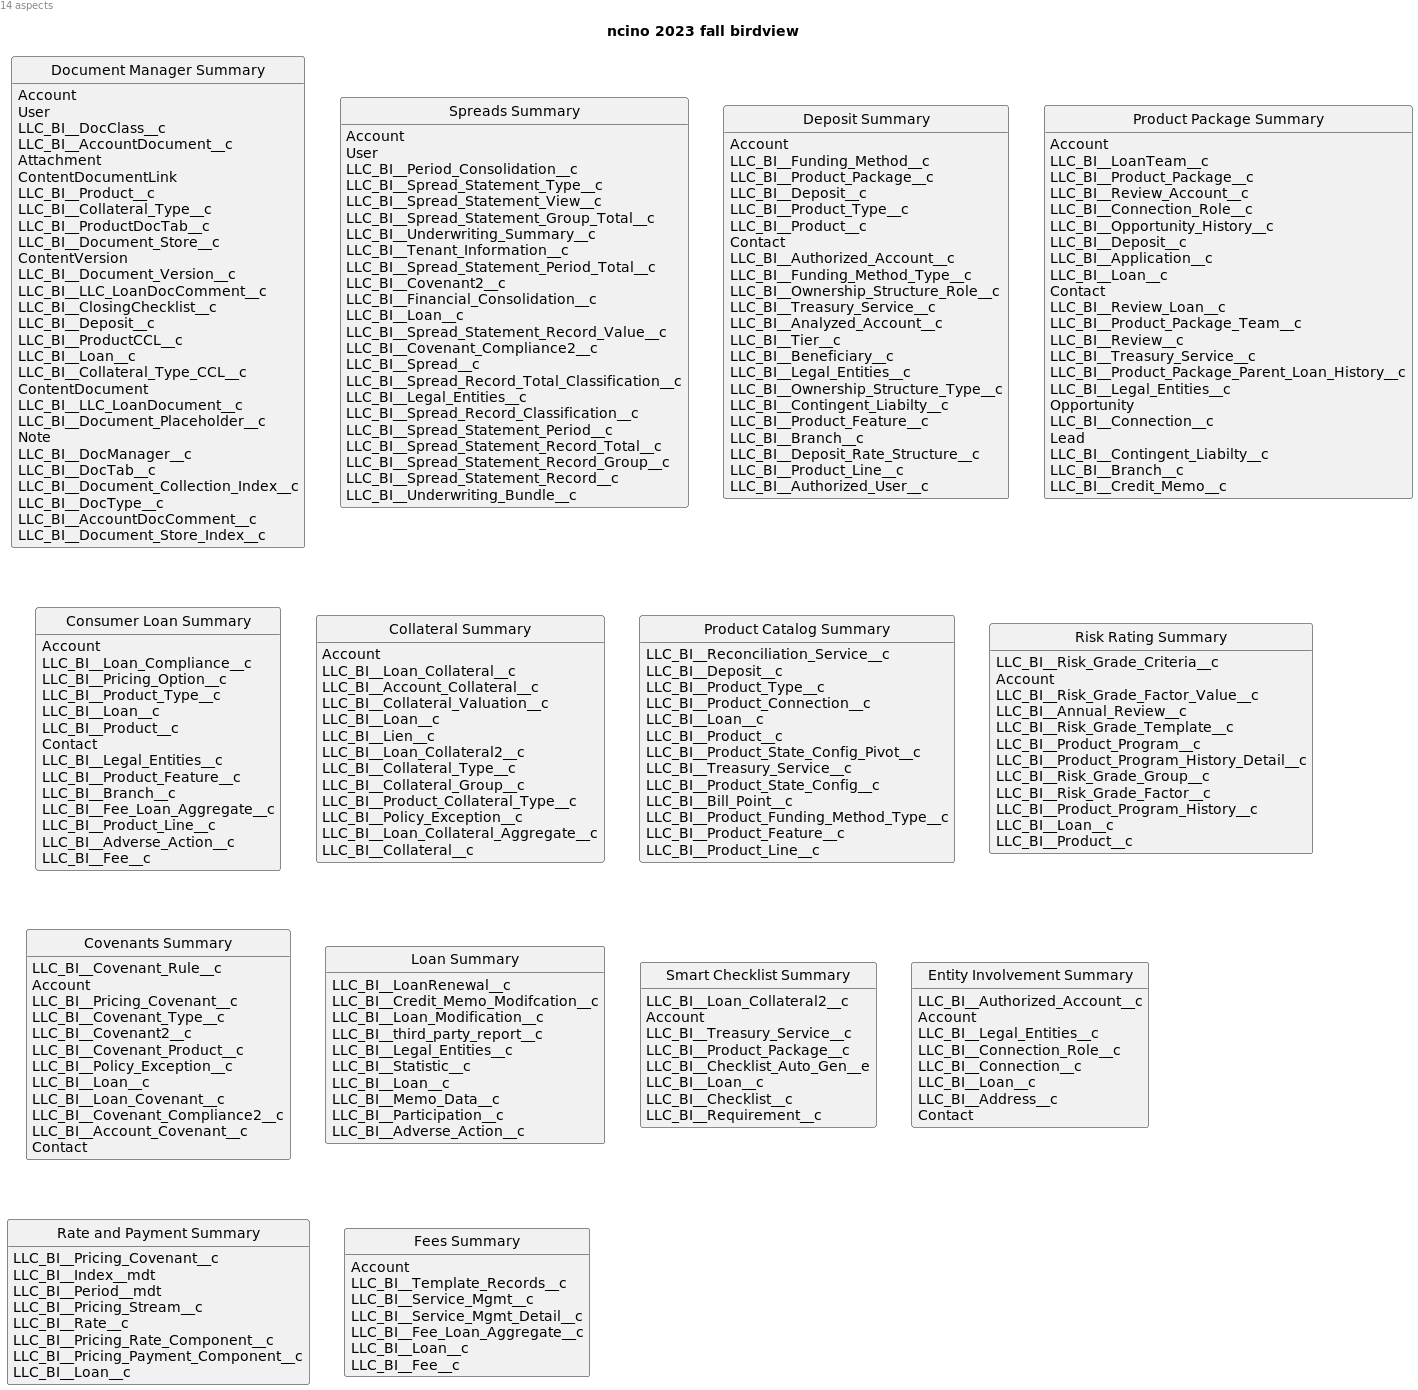 14 aspects
ncino 2023 fall birdview
Document Manager Summary
Account
User
LLC_BI__DocClass__c
LLC_BI__AccountDocument__c
Attachment
ContentDocumentLink
LLC_BI__Product__c
LLC_BI__Collateral_Type__c
LLC_BI__ProductDocTab__c
LLC_BI__Document_Store__c
ContentVersion
LLC_BI__Document_Version__c
LLC_BI__LLC_LoanDocComment__c
LLC_BI__ClosingChecklist__c
LLC_BI__Deposit__c
LLC_BI__ProductCCL__c
LLC_BI__Loan__c
LLC_BI__Collateral_Type_CCL__c
ContentDocument
LLC_BI__LLC_LoanDocument__c
LLC_BI__Document_Placeholder__c
Note
LLC_BI__DocManager__c
LLC_BI__DocTab__c
LLC_BI__Document_Collection_Index__c
LLC_BI__DocType__c
LLC_BI__AccountDocComment__c
LLC_BI__Document_Store_Index__c
Spreads Summary
Account
User
LLC_BI__Period_Consolidation__c
LLC_BI__Spread_Statement_Type__c
LLC_BI__Spread_Statement_View__c
LLC_BI__Spread_Statement_Group_Total__c
LLC_BI__Underwriting_Summary__c
LLC_BI__Tenant_Information__c
LLC_BI__Spread_Statement_Period_Total__c
LLC_BI__Covenant2__c
LLC_BI__Financial_Consolidation__c
LLC_BI__Loan__c
LLC_BI__Spread_Statement_Record_Value__c
LLC_BI__Covenant_Compliance2__c
LLC_BI__Spread__c
LLC_BI__Spread_Record_Total_Classification__c
LLC_BI__Legal_Entities__c
LLC_BI__Spread_Record_Classification__c
LLC_BI__Spread_Statement_Period__c
LLC_BI__Spread_Statement_Record_Total__c
LLC_BI__Spread_Statement_Record_Group__c
LLC_BI__Spread_Statement_Record__c
LLC_BI__Underwriting_Bundle__c
Deposit Summary
Account
LLC_BI__Funding_Method__c
LLC_BI__Product_Package__c
LLC_BI__Deposit__c
LLC_BI__Product_Type__c
LLC_BI__Product__c
Contact
LLC_BI__Authorized_Account__c
LLC_BI__Funding_Method_Type__c
LLC_BI__Ownership_Structure_Role__c
LLC_BI__Treasury_Service__c
LLC_BI__Analyzed_Account__c
LLC_BI__Tier__c
LLC_BI__Beneficiary__c
LLC_BI__Legal_Entities__c
LLC_BI__Ownership_Structure_Type__c
LLC_BI__Contingent_Liabilty__c
LLC_BI__Product_Feature__c
LLC_BI__Branch__c
LLC_BI__Deposit_Rate_Structure__c
LLC_BI__Product_Line__c
LLC_BI__Authorized_User__c
Product Package Summary
Account
LLC_BI__LoanTeam__c
LLC_BI__Product_Package__c
LLC_BI__Review_Account__c
LLC_BI__Connection_Role__c
LLC_BI__Opportunity_History__c
LLC_BI__Deposit__c
LLC_BI__Application__c
LLC_BI__Loan__c
Contact
LLC_BI__Review_Loan__c
LLC_BI__Product_Package_Team__c
LLC_BI__Review__c
LLC_BI__Treasury_Service__c
LLC_BI__Product_Package_Parent_Loan_History__c
LLC_BI__Legal_Entities__c
Opportunity
LLC_BI__Connection__c
Lead
LLC_BI__Contingent_Liabilty__c
LLC_BI__Branch__c
LLC_BI__Credit_Memo__c
Consumer Loan Summary
Account
LLC_BI__Loan_Compliance__c
LLC_BI__Pricing_Option__c
LLC_BI__Product_Type__c
LLC_BI__Loan__c
LLC_BI__Product__c
Contact
LLC_BI__Legal_Entities__c
LLC_BI__Product_Feature__c
LLC_BI__Branch__c
LLC_BI__Fee_Loan_Aggregate__c
LLC_BI__Product_Line__c
LLC_BI__Adverse_Action__c
LLC_BI__Fee__c
Collateral Summary
Account
LLC_BI__Loan_Collateral__c
LLC_BI__Account_Collateral__c
LLC_BI__Collateral_Valuation__c
LLC_BI__Loan__c
LLC_BI__Lien__c
LLC_BI__Loan_Collateral2__c
LLC_BI__Collateral_Type__c
LLC_BI__Collateral_Group__c
LLC_BI__Product_Collateral_Type__c
LLC_BI__Policy_Exception__c
LLC_BI__Loan_Collateral_Aggregate__c
LLC_BI__Collateral__c
Product Catalog Summary
LLC_BI__Reconciliation_Service__c
LLC_BI__Deposit__c
LLC_BI__Product_Type__c
LLC_BI__Product_Connection__c
LLC_BI__Loan__c
LLC_BI__Product__c
LLC_BI__Product_State_Config_Pivot__c
LLC_BI__Treasury_Service__c
LLC_BI__Product_State_Config__c
LLC_BI__Bill_Point__c
LLC_BI__Product_Funding_Method_Type__c
LLC_BI__Product_Feature__c
LLC_BI__Product_Line__c
Risk Rating Summary
LLC_BI__Risk_Grade_Criteria__c
Account
LLC_BI__Risk_Grade_Factor_Value__c
LLC_BI__Annual_Review__c
LLC_BI__Risk_Grade_Template__c
LLC_BI__Product_Program__c
LLC_BI__Product_Program_History_Detail__c
LLC_BI__Risk_Grade_Group__c
LLC_BI__Risk_Grade_Factor__c
LLC_BI__Product_Program_History__c
LLC_BI__Loan__c
LLC_BI__Product__c
Covenants Summary
LLC_BI__Covenant_Rule__c
Account
LLC_BI__Pricing_Covenant__c
LLC_BI__Covenant_Type__c
LLC_BI__Covenant2__c
LLC_BI__Covenant_Product__c
LLC_BI__Policy_Exception__c
LLC_BI__Loan__c
LLC_BI__Loan_Covenant__c
LLC_BI__Covenant_Compliance2__c
LLC_BI__Account_Covenant__c
Contact
Loan Summary
LLC_BI__LoanRenewal__c
LLC_BI__Credit_Memo_Modifcation__c
LLC_BI__Loan_Modification__c
LLC_BI__third_party_report__c
LLC_BI__Legal_Entities__c
LLC_BI__Statistic__c
LLC_BI__Loan__c
LLC_BI__Memo_Data__c
LLC_BI__Participation__c
LLC_BI__Adverse_Action__c
Smart Checklist Summary
LLC_BI__Loan_Collateral2__c
Account
LLC_BI__Treasury_Service__c
LLC_BI__Product_Package__c
LLC_BI__Checklist_Auto_Gen__e
LLC_BI__Loan__c
LLC_BI__Checklist__c
LLC_BI__Requirement__c
Entity Involvement Summary
LLC_BI__Authorized_Account__c
Account
LLC_BI__Legal_Entities__c
LLC_BI__Connection_Role__c
LLC_BI__Connection__c
LLC_BI__Loan__c
LLC_BI__Address__c
Contact
Rate and Payment Summary
LLC_BI__Pricing_Covenant__c
LLC_BI__Index__mdt
LLC_BI__Period__mdt
LLC_BI__Pricing_Stream__c
LLC_BI__Rate__c
LLC_BI__Pricing_Rate_Component__c
LLC_BI__Pricing_Payment_Component__c
LLC_BI__Loan__c
Fees Summary
Account
LLC_BI__Template_Records__c
LLC_BI__Service_Mgmt__c
LLC_BI__Service_Mgmt_Detail__c
LLC_BI__Fee_Loan_Aggregate__c
LLC_BI__Loan__c
LLC_BI__Fee__c